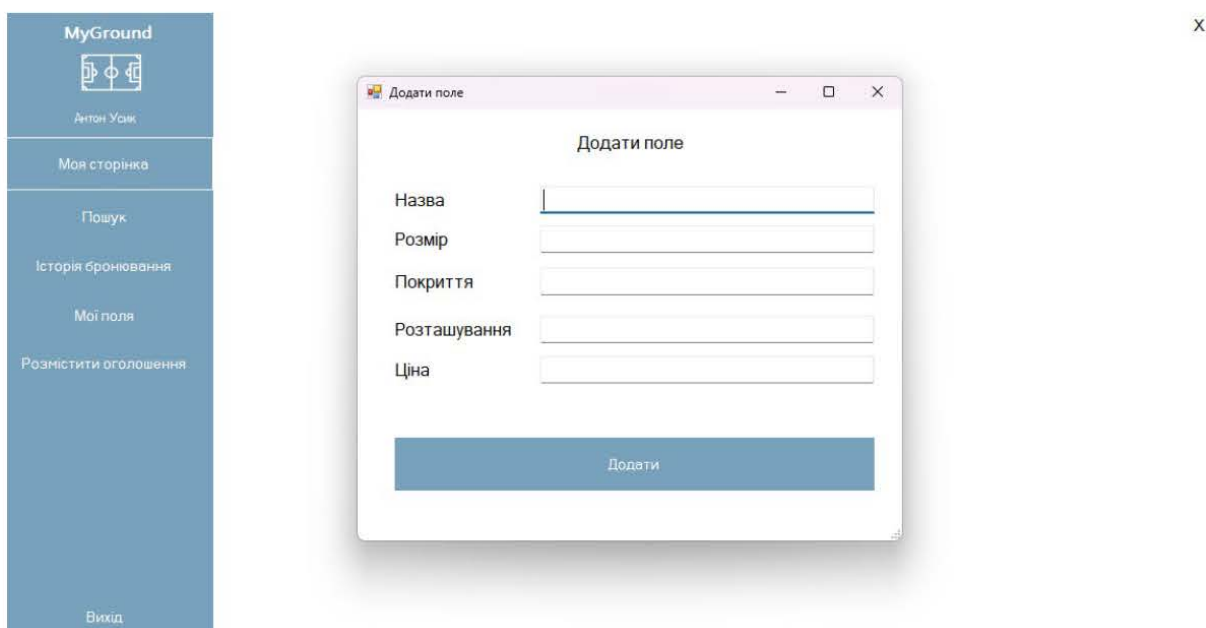 MyGround
Антон Усик
Моя сторінка
Пошук
Історія бронювання
Мої поля
Розмістити оголошення
Вихід
X
Додати поле
Додати поле
Назва
Розмір
Покриття
Розташування
Ціна
Додати